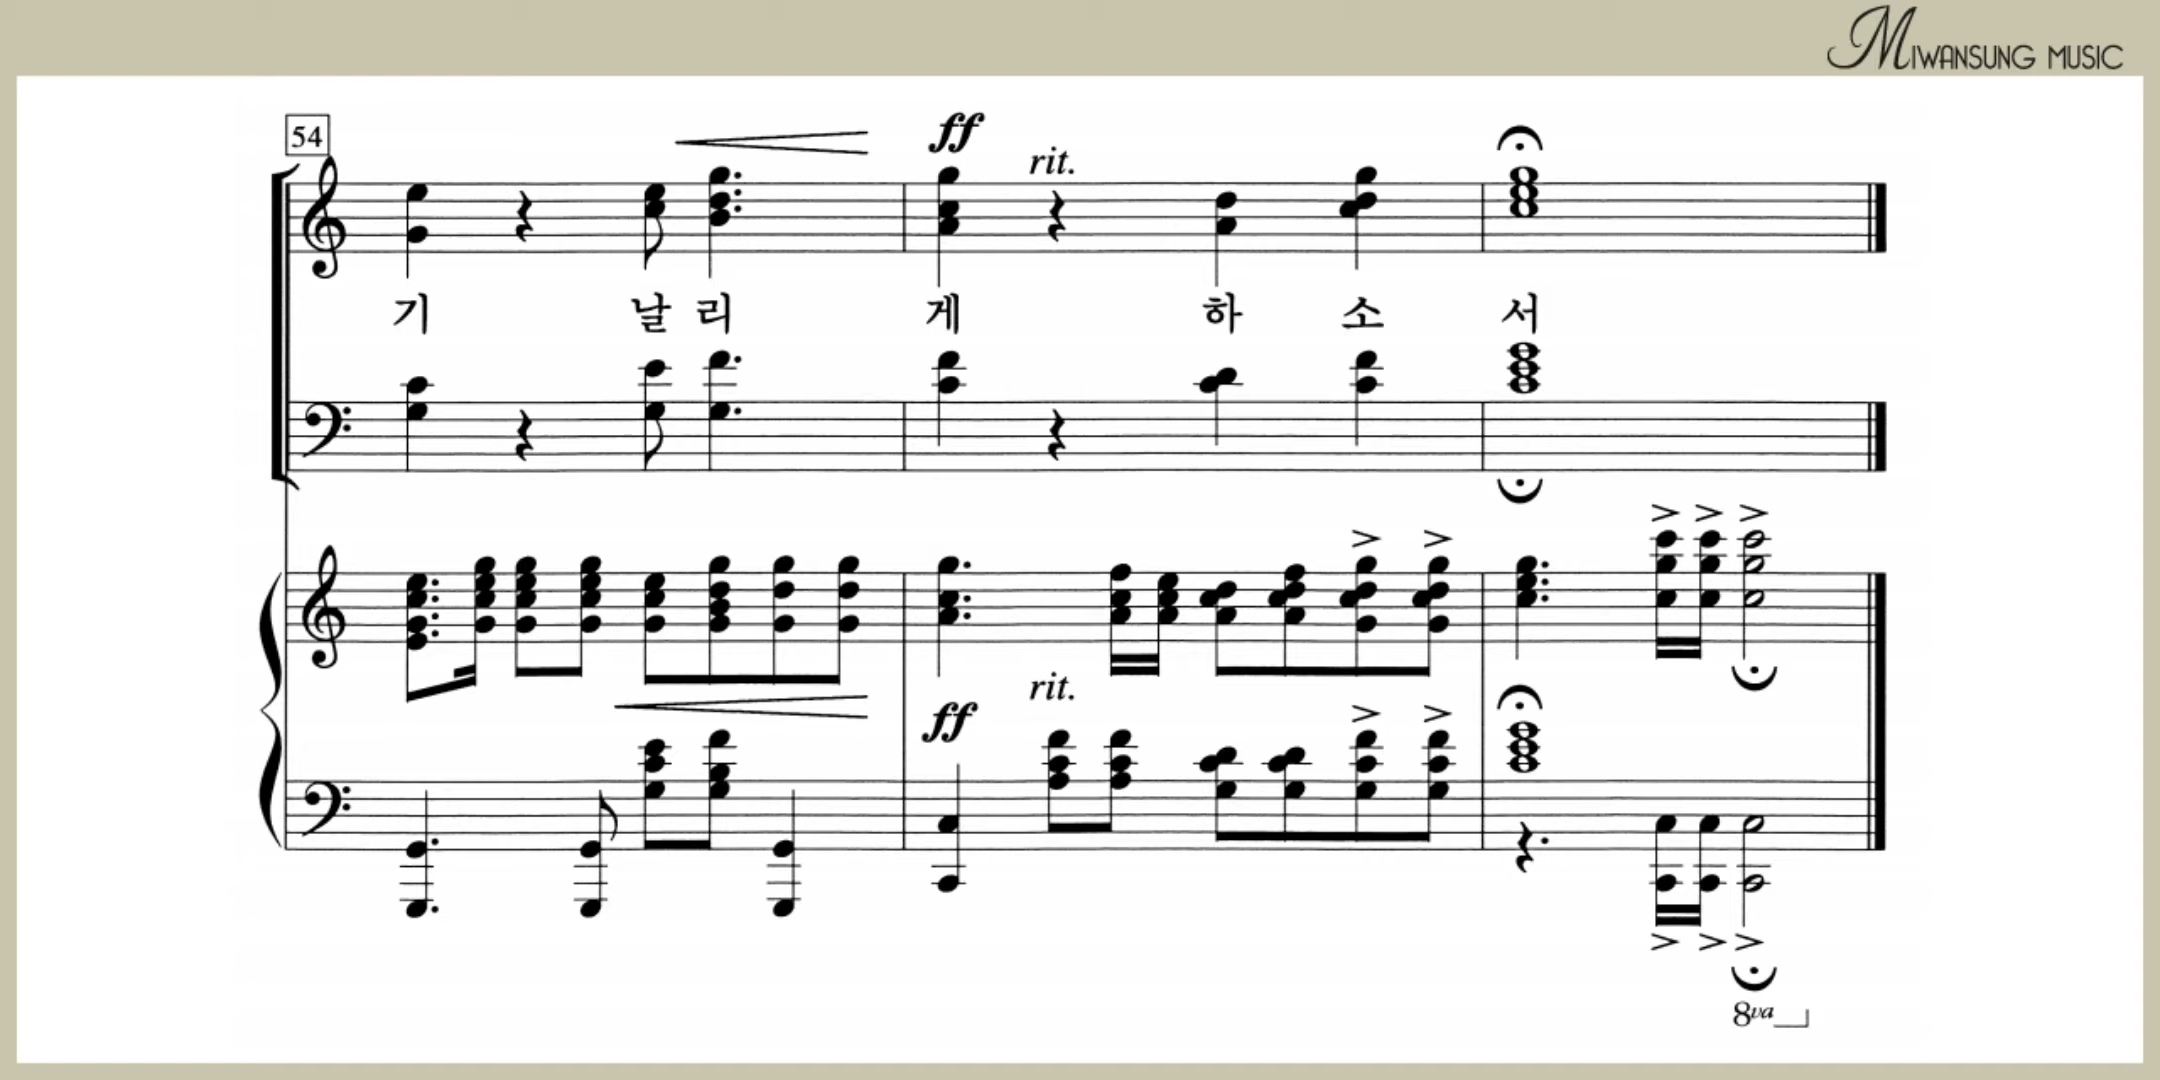 MIWANSUNG MUSIC
54
ff
rit.
기 날 리 게 하 소 서
rit.
ff
8va